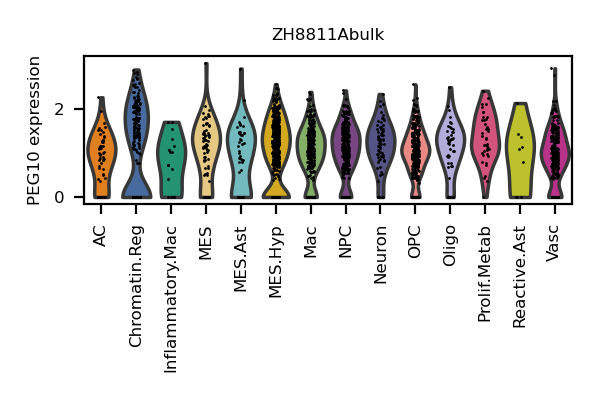 ZH8811Abulk
PEG10 expression
2
0
AC
Chromatin.Reg
Inflammatory.Mac
MES
MES.Ast
MES.Hyp
Mac
NPC
Neuron
OPC
Oligo
Prolif.Metab
Reactive.Ast
Vasc